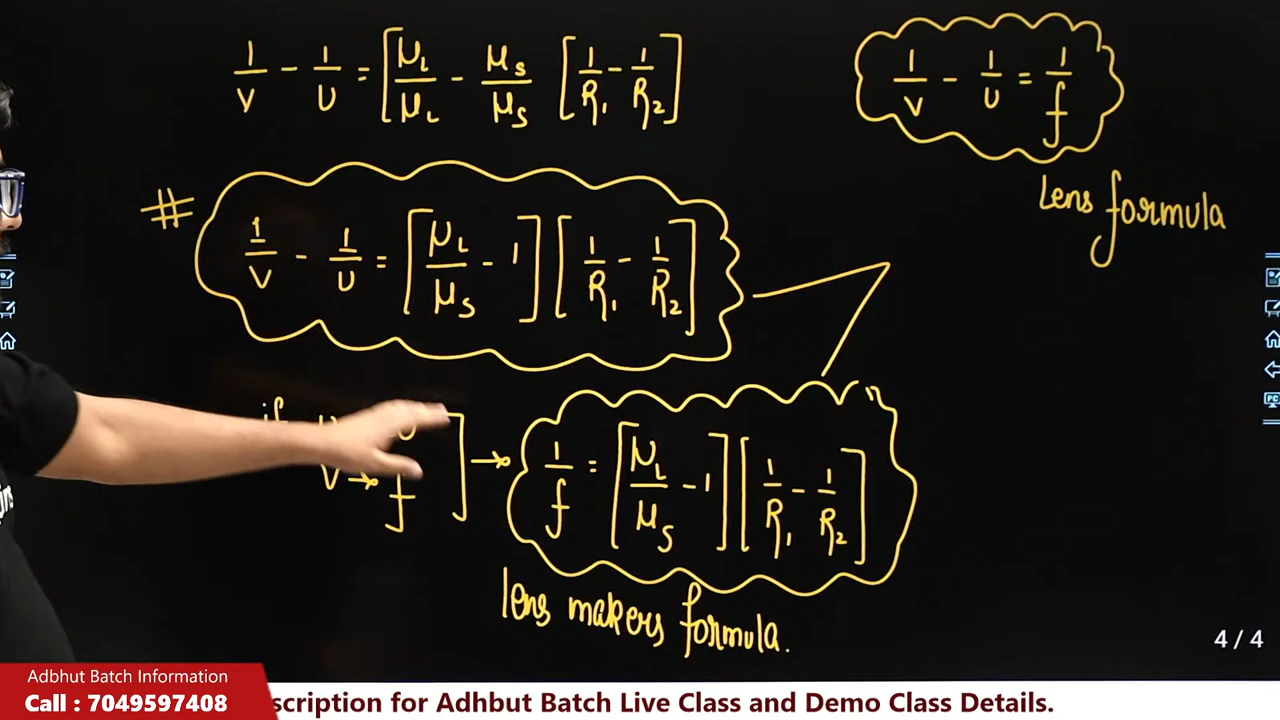 1/v - 1/u = [μL/μL - μs/μs [1/R1 - 1/R2]
1/v - 1/u = 1/f
Lens formula
# 1/v - 1/u = [μL/μs - 1] [1/R1 - 1/R2]
if
v → f ] → 1/f = [μL/μs - 1] [1/R1 - 1/R2]
lens makers formula.
4 / 4
Adbhut Batch Information
Call : 7049597408
scription for Adhbut Batch Live Class and Demo Class Details.